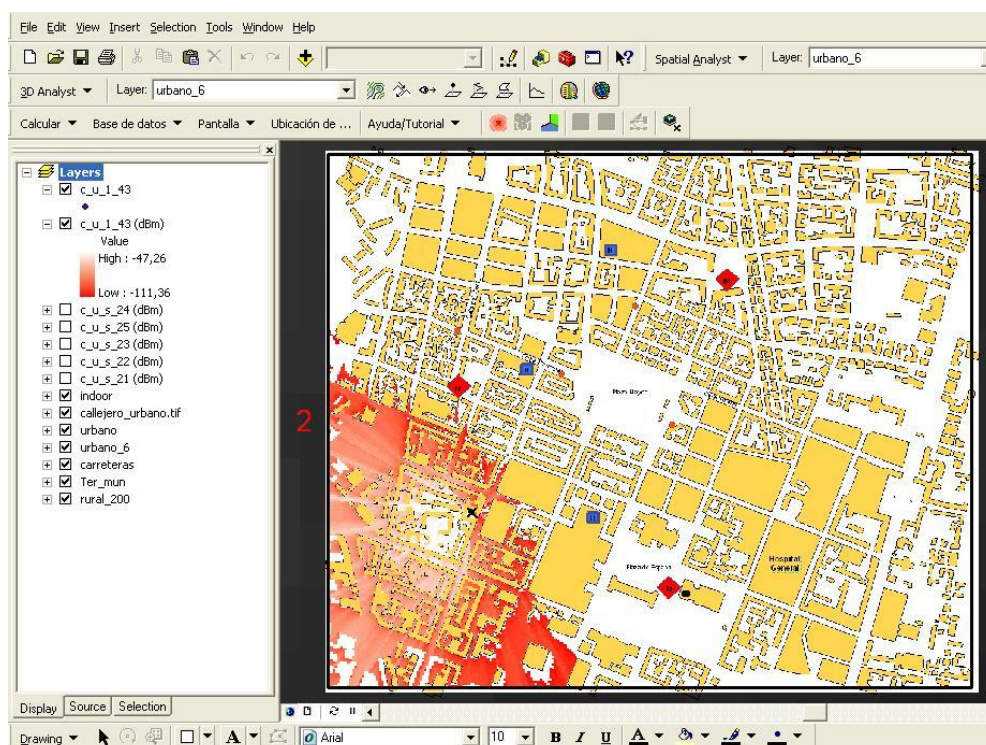 File Edit View Insert Selection Tools Window Help
Spatial Analyst Layer: urbano_6
3D Analyst Layer: urbano_6
Calcular Base de datos Pantalla Ubicación de ... Ayuda/Tutorial
Layers
c_u_1_43
c_u_1_43 (dBm)
Value
High : -47,26
Low : -111,36
c_u_s_24 (dBm)
c_u_s_25 (dBm)
c_u_s_23 (dBm)
c_u_s_22 (dBm)
c_u_s_21 (dBm)
indoor
callejero_urbano.tif
urbano
urbano_6
carreteras
Ter_mun
rural_200
2
Plaza Mayor
Hospital
General
Display Source Selection
Drawing A Arial 10 B I U A